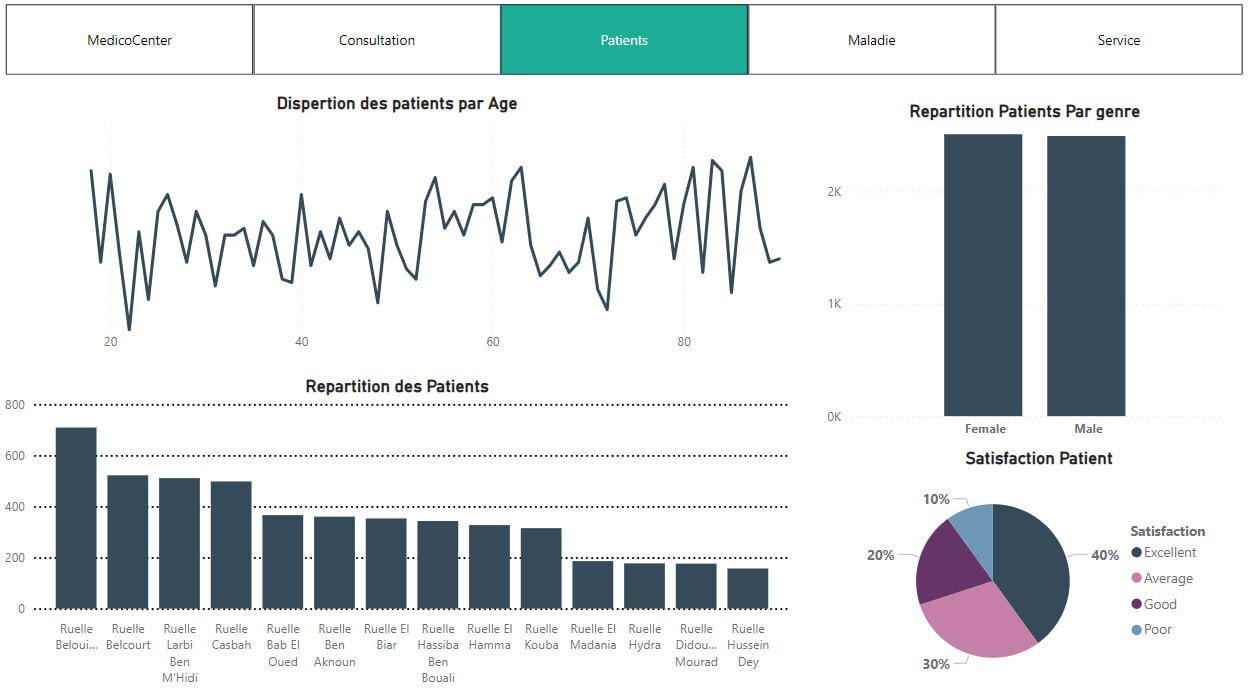 MedicoCenter
Consultation
Patients
Maladie
Service
Dispertion des patients par Age
20
40
60
80
Repartition des Patients
800
600
400
200
0
Ruelle
Beloui...
Ruelle
Belcourt
Ruelle
Larbi
Ben
M'Hidi
Ruelle
Casbah
Ruelle
Bab El
Oued
Ruelle
Ben
Aknoun
Ruelle El
Biar
Ruelle
Hassiba
Ben
Bouali
Ruelle El
Hamma
Ruelle
Kouba
Ruelle El
Madania
Ruelle
Hydra
Ruelle
Didou...
Mourad
Ruelle
Hussein
Dey
Repartition Patients Par genre
2K
1K
0K
Female
Male
Satisfaction Patient
10%
20%
40%
30%
Satisfaction
Excellent
Average
Good
Poor